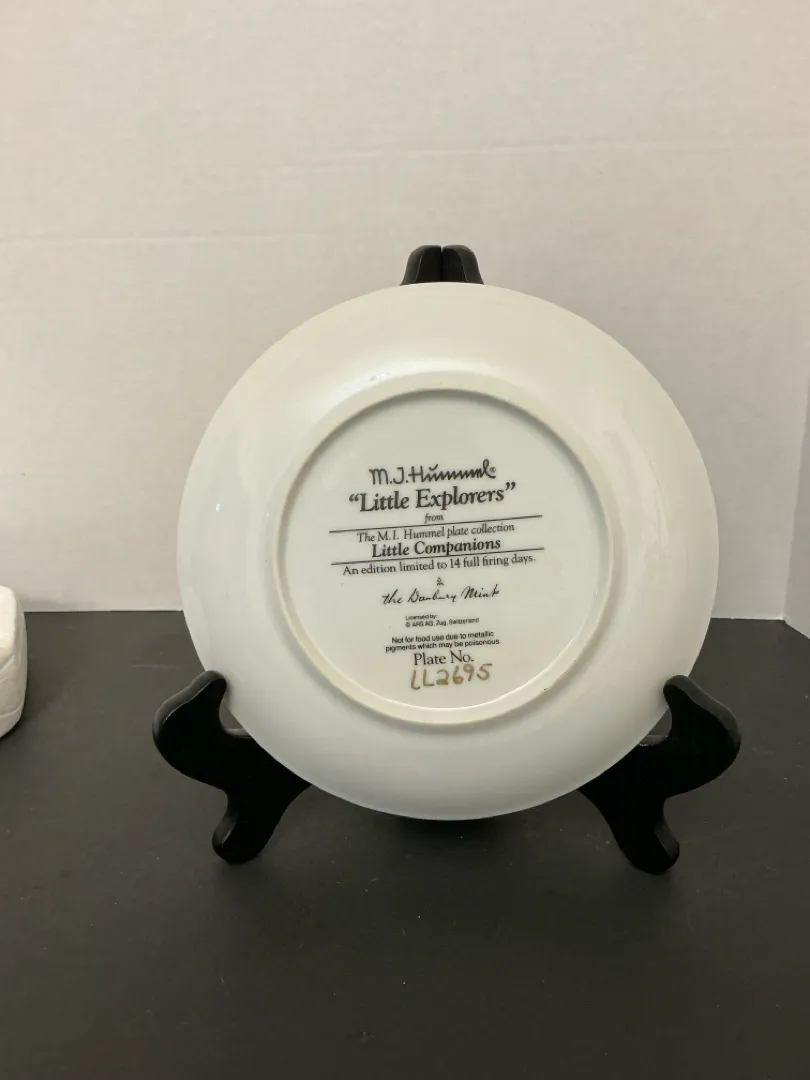 M.J.Hummel®
“Little Explorers”
from
The M.I. Hummel plate collection
Little Companions
An edition limited to 14 full firing days.
&
the Danbury Mint
Licensed by:
© ARS AG, Zug, Switzerland
Not for food use due to metallic
pigments which may be poisonous.
Plate No.
LL2695